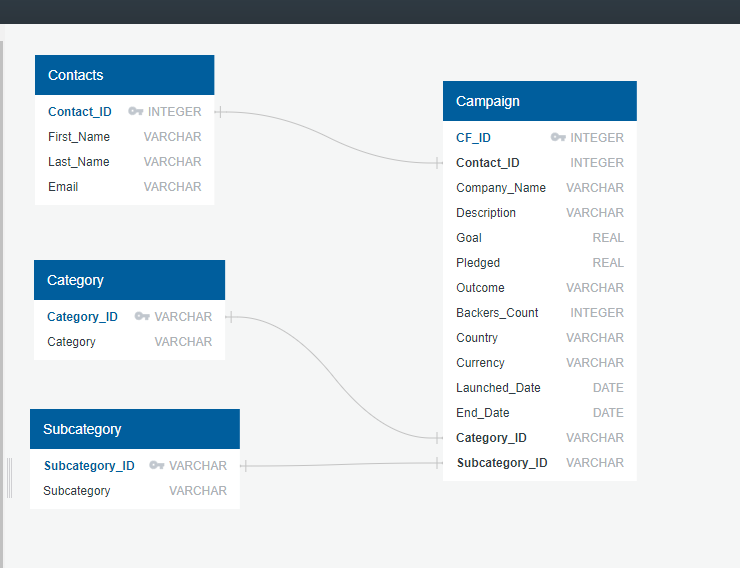 Contacts
Contact_ID INTEGER
First_Name VARCHAR
Last_Name VARCHAR
Email VARCHAR
Category
Category_ID VARCHAR
Category VARCHAR
Subcategory
Subcategory_ID VARCHAR
Subcategory VARCHAR
Campaign
CF_ID INTEGER
Contact_ID INTEGER
Company_Name VARCHAR
Description VARCHAR
Goal REAL
Pledged REAL
Outcome VARCHAR
Backers_Count INTEGER
Country VARCHAR
Currency VARCHAR
Launched_Date DATE
End_Date DATE
Category_ID VARCHAR
Subcategory_ID VARCHAR